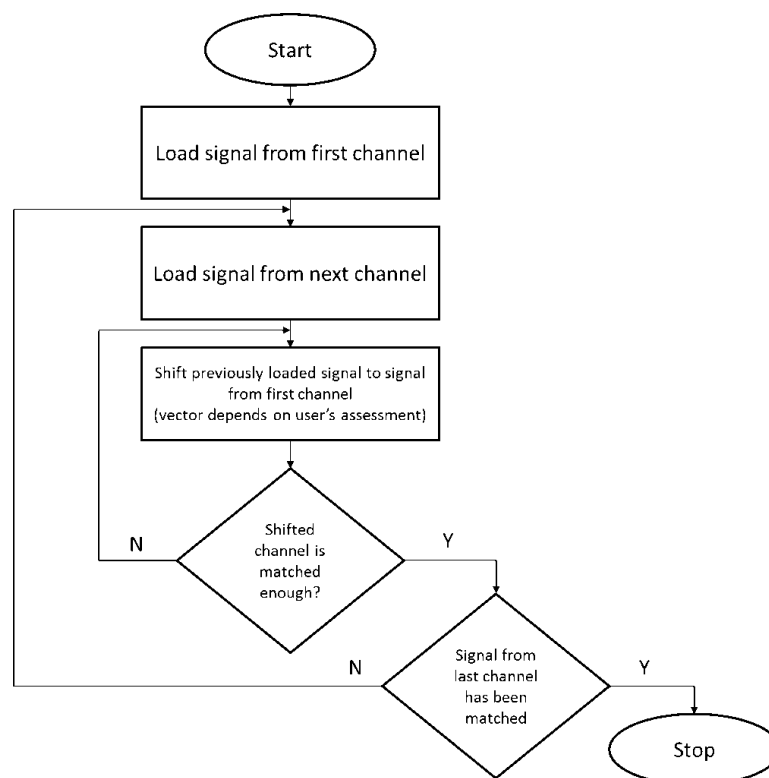 Start
Load signal from first channel
Load signal from next channel
Shift previously loaded signal to signal
from first channel
(vector depends on user's assessment)
Shifted
channel is
matched
enough?
N
Y
Signal from
last channel
has been
matched
N
Y
Stop